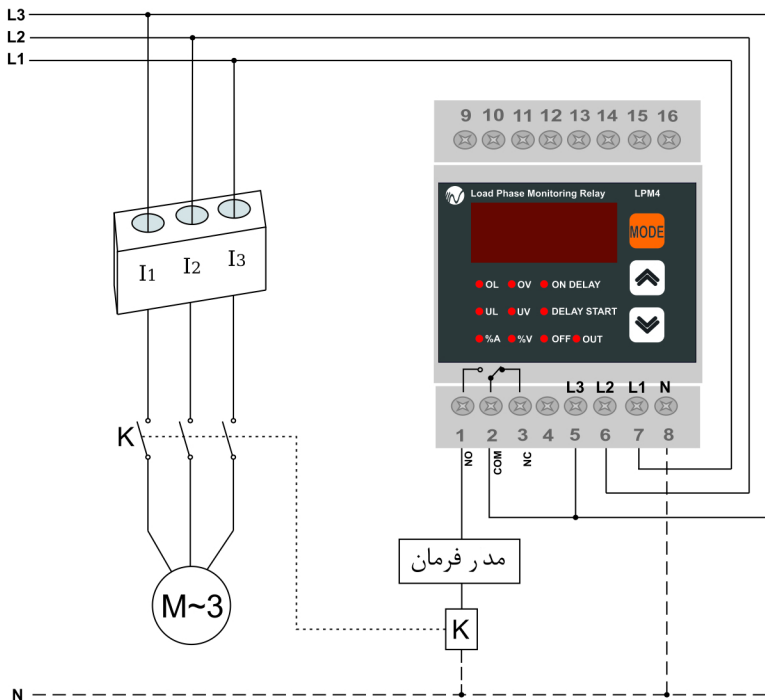 L3
L2
L1
9 10 11 12 13 14 15 16
Load Phase Monitoring Relay LPM4
MODE
I1 I2 I3
OL OV ON DELAY
UL UV DELAY START
%A %V OFF OUT
L3 L2 L1 N
K
1 2 3 4 5 6 7 8
NO COM NC
مدر فرمان
M~3
K
N